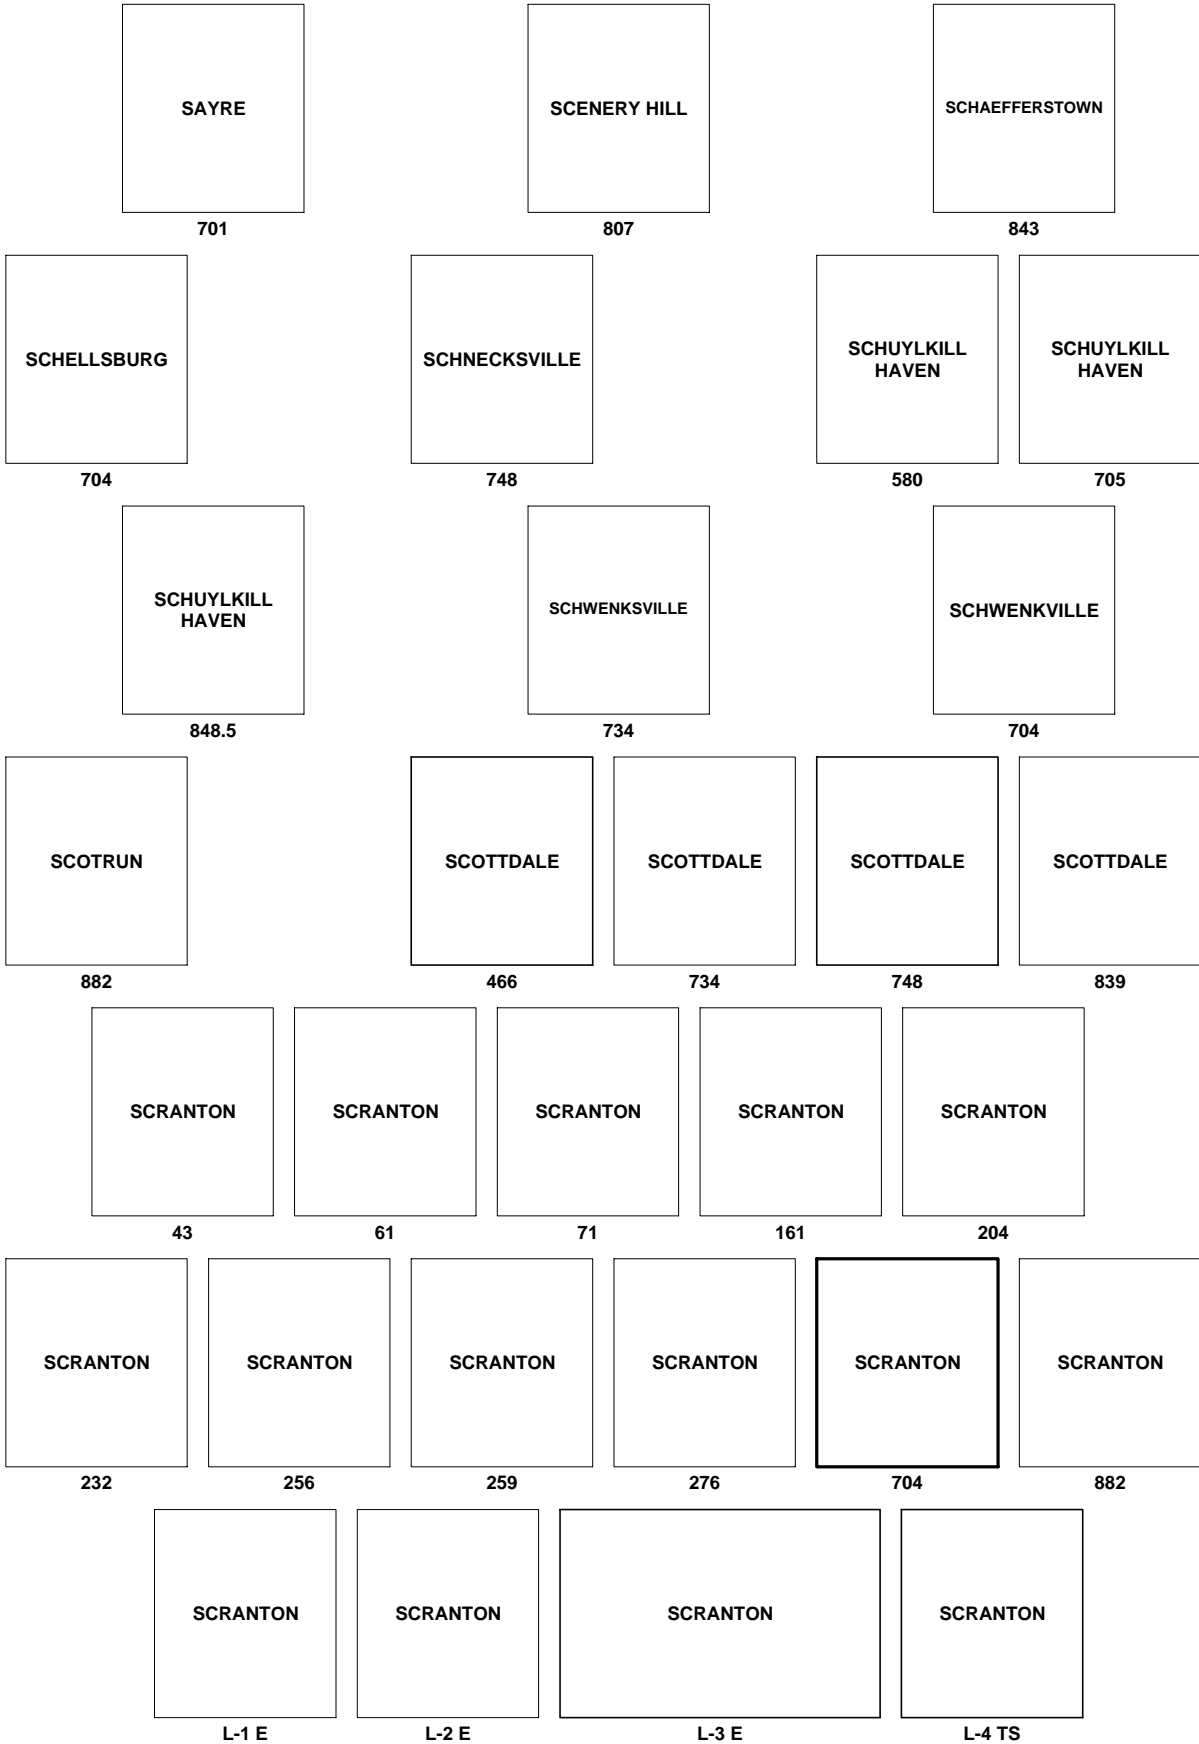 SAYRE
701
SCENERY HILL
807
SCHAEFFERSTOWN
843
SCHELLSBURG
704
SCHNECKSVILLE
748
SCHUYLKILL
HAVEN
580
SCHUYLKILL
HAVEN
705
SCHUYLKILL
HAVEN
848.5
SCHWENKSVILLE
734
SCHWENKVILLE
704
SCOTRUN
882
SCOTTDALE
466
SCOTTDALE
734
SCOTTDALE
748
SCOTTDALE
839
SCRANTON
43
SCRANTON
61
SCRANTON
71
SCRANTON
161
SCRANTON
204
SCRANTON
232
SCRANTON
256
SCRANTON
259
SCRANTON
276
SCRANTON
704
SCRANTON
882
SCRANTON
L-1 E
SCRANTON
L-2 E
SCRANTON
L-3 E
SCRANTON
L-4 TS